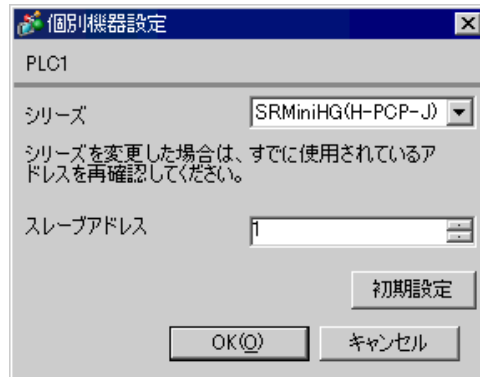 個別機器設定
PLC1
シリーズ
SRMiniHG(H-PCP-J)
シリーズを変更した場合は、すでに使用されているア
ドレスを再確認してください。
スレーブアドレス
1
初期設定
OK(O)
キャンセル